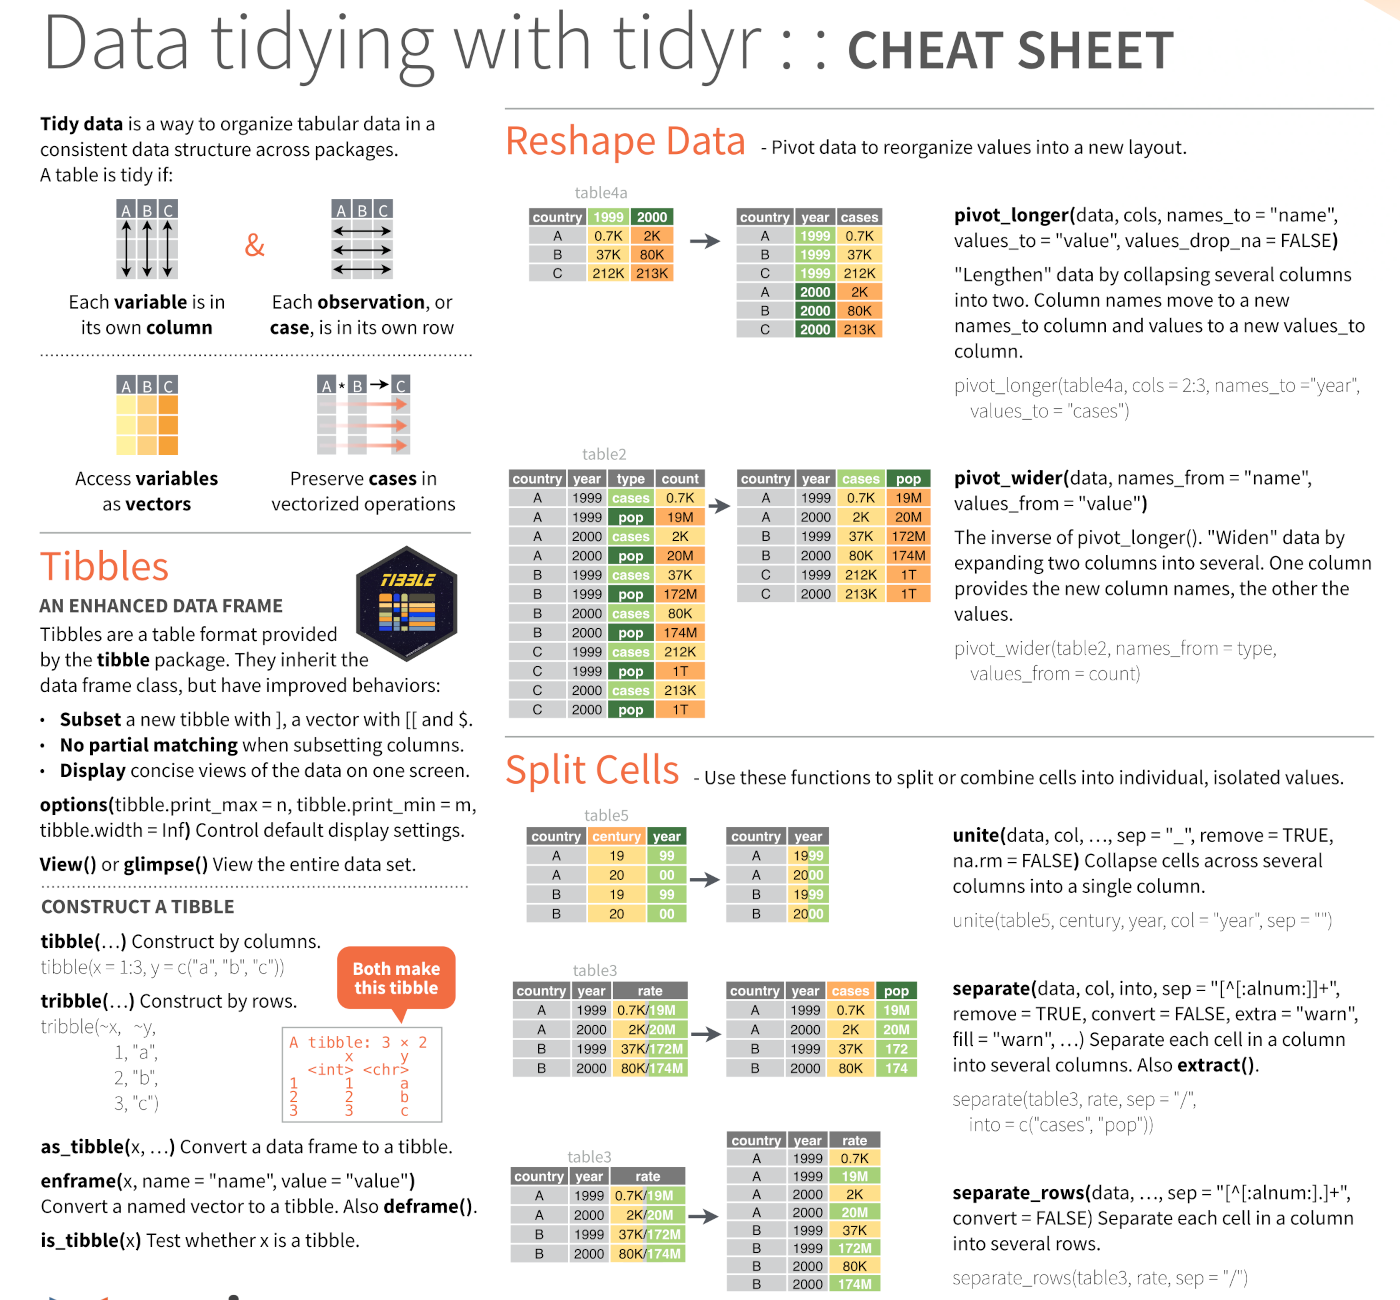 Data tidying with tidyr : : CHEAT SHEET
Tidy data is a way to organize tabular data in a
consistent data structure across packages.
A table is tidy if:
A B C
A B C
&
Each variable is in
its own column
Each observation, or
case, is in its own row
A B C
A * B → C
Access variables
as vectors
Preserve cases in
vectorized operations
Tibbles
TIBBLE
AN ENHANCED DATA FRAME
Tibbles are a table format provided
by the tibble package. They inherit the
data frame class, but have improved behaviors:
• Subset a new tibble with ], a vector with [[ and $.
• No partial matching when subsetting columns.
• Display concise views of the data on one screen.
options(tibble.print_max = n, tibble.print_min = m,
tibble.width = Inf) Control default display settings.
View() or glimpse() View the entire data set.
CONSTRUCT A TIBBLE
tibble(…) Construct by columns.
tibble(x = 1:3, y = c("a", "b", "c"))
tribble(…) Construct by rows.
tribble(~x, ~y,
1, "a",
2, "b",
3, "c")
Both make
this tibble
A tibble: 3 × 2
x y
<int> <chr>
1 1 a
2 2 b
3 3 c
as_tibble(x, …) Convert a data frame to a tibble.
enframe(x, name = "name", value = "value")
Convert a named vector to a tibble. Also deframe().
is_tibble(x) Test whether x is a tibble.
Reshape Data - Pivot data to reorganize values into a new layout.
table4a
country 1999 2000
A 0.7K 2K
B 37K 80K
C 212K 213K
country year cases
A 1999 0.7K
B 1999 37K
C 1999 212K
A 2000 2K
B 2000 80K
C 2000 213K
pivot_longer(data, cols, names_to = "name",
values_to = "value", values_drop_na = FALSE)
"Lengthen" data by collapsing several columns
into two. Column names move to a new
names_to column and values to a new values_to
column.
pivot_longer(table4a, cols = 2:3, names_to ="year",
values_to = "cases")
table2
country year type count
A 1999 cases 0.7K
A 1999 pop 19M
A 2000 cases 2K
A 2000 pop 20M
B 1999 cases 37K
B 1999 pop 172M
B 2000 cases 80K
B 2000 pop 174M
C 1999 cases 212K
C 1999 pop 1T
C 2000 cases 213K
C 2000 pop 1T
country year cases pop
A 1999 0.7K 19M
A 2000 2K 20M
B 1999 37K 172M
B 2000 80K 174M
C 1999 212K 1T
C 2000 213K 1T
pivot_wider(data, names_from = "name",
values_from = "value")
The inverse of pivot_longer(). "Widen" data by
expanding two columns into several. One column
provides the new column names, the other the
values.
pivot_wider(table2, names_from = type,
values_from = count)
Split Cells - Use these functions to split or combine cells into individual, isolated values.
table5
country century year
A 19 99
A 20 00
B 19 99
B 20 00
country year
A 1999
A 2000
B 1999
B 2000
unite(data, col, …, sep = "_", remove = TRUE,
na.rm = FALSE) Collapse cells across several
columns into a single column.
unite(table5, century, year, col = "year", sep = "")
table3
country year rate
A 1999 0.7K/19M
A 2000 2K/20M
B 1999 37K/172M
B 2000 80K/174M
country year cases pop
A 1999 0.7K 19M
A 2000 2K 20M
B 1999 37K 172
B 2000 80K 174
separate(data, col, into, sep = "[^[:alnum:]]+",
remove = TRUE, convert = FALSE, extra = "warn",
fill = "warn", …) Separate each cell in a column
into several columns. Also extract().
separate(table3, rate, sep = "/",
into = c("cases", "pop"))
table3
country year rate
A 1999 0.7K/19M
A 2000 2K/20M
B 1999 37K/172M
B 2000 80K/174M
country year rate
A 1999 0.7K
A 1999 19M
A 2000 2K
A 2000 20M
B 1999 37K
B 1999 172M
B 2000 80K
B 2000 174M
separate_rows(data, …, sep = "[^[:alnum:].]+",
convert = FALSE) Separate each cell in a column
into several rows.
separate_rows(table3, rate, sep = "/")